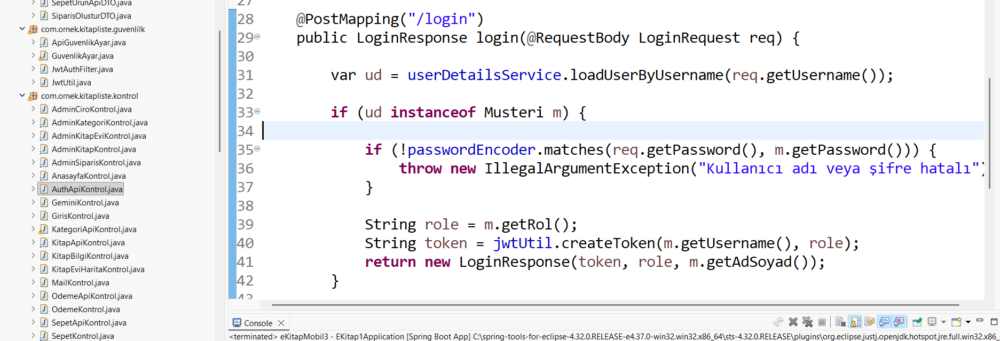 SepetUrunApiDTO.java
SiparisOlusturDTO.java
com.ornek.kitapliste.guvenlilk
ApiGuvenlikAyar.java
GuvenlikAyar.java
JwtAuthFilter.java
JwtUtil.java
com.ornek.kitapliste.kontrol
AdminCiroKontrol.java
AdminKategoriKontrol.java
AdminKitapEviKontrol.java
AdminKitapKontrol.java
AdminSiparisKontrol.java
AnasayfaKontrol.java
AuthApiKontrol.java
GeminiKontrol.java
GirisKontrol.java
KategoriApiKontrol.java
KitapApiKontrol.java
KitapBilgiKontrol.java
KitapEviHaritaKontrol.java
MailKontrol.java
OdemeApiKontrol.java
OdemeKontrol.java
SepetApiKontrol.java
SepetKontrol.java
27
28 @PostMapping("/login")
29 public LoginResponse login(@RequestBody LoginRequest req) {
30
31 var ud = userDetailsService.loadUserByUsername(req.getUsername());
32
33 if (ud instanceof Musteri m) {
34
35 if (!passwordEncoder.matches(req.getPassword(), m.getPassword())) {
36 throw new IllegalArgumentException("Kullanıcı adı veya şifre hatalı")
37 }
38
39 String role = m.getRol();
40 String token = jwtUtil.createToken(m.getUsername(), role);
41 return new LoginResponse(token, role, m.getAdSoyad());
42 }
43
Console
<terminated> eKitapMobil3 - EKitap1Application [Spring Boot App] C:\spring-tools-for-eclipse-4.32.0.RELEASE-e4.37.0-win32.win32.x86_64\sts-4.32.0.RELEASE\plugins\org.eclipse.justj.openjdk.hotspot.jre.full.win32.x86_